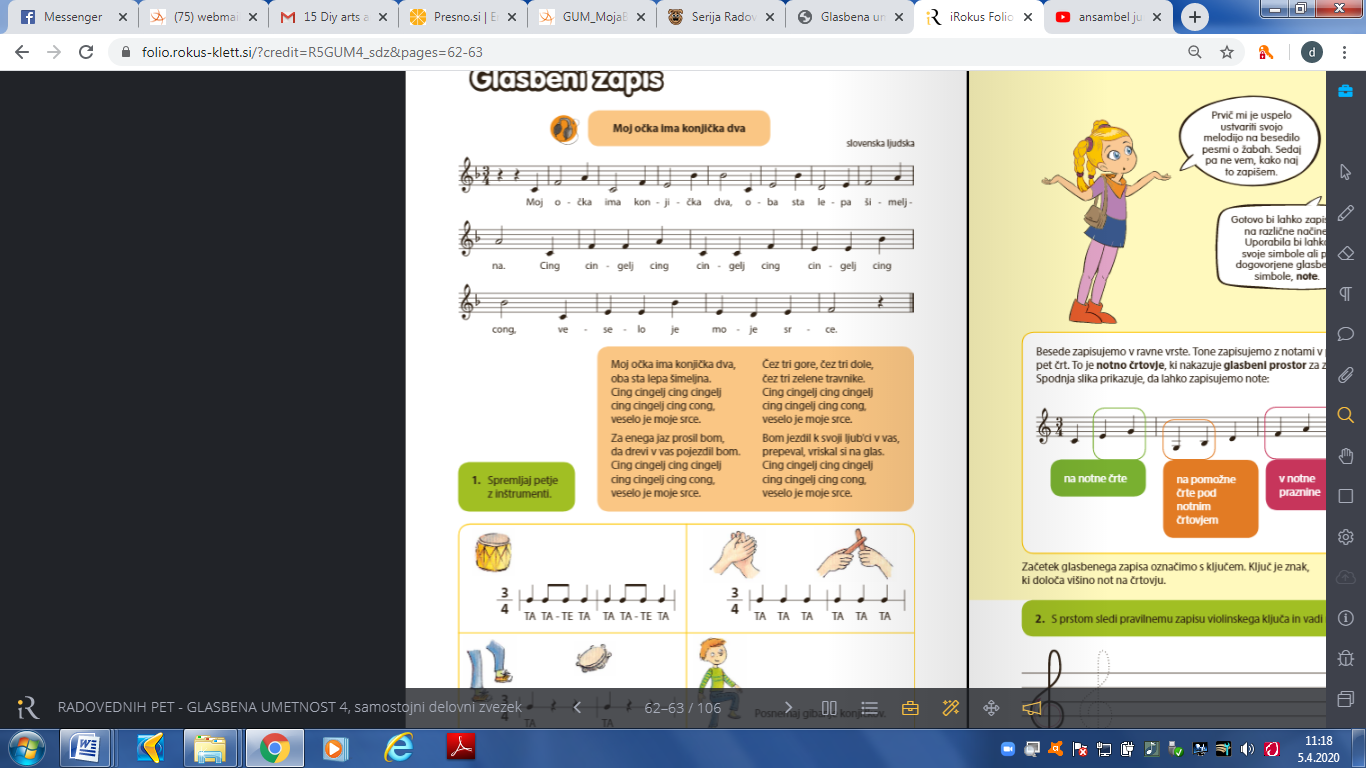 Messenger
(75) webmai
15 Diy arts a
Presno.si | E
GUM_MojaB
Serija Radov
Glasbena un
iRokus Folio
ansambel ju
folio.rokus-klett.si/?credit=R5GUM4_sdz&pages=62-63
d
Glasbeni zapis
Moj očka ima konjička dva
slovenska ljudska
Moj o - čka ima kon - ji - čka dva, o - ba sta le - pa ši - melj -
na. Cing cin - gelj cing cin - gelj cing cin - gelj cing
cong, ve - se - lo je mo - je sr - ce.
Moj očka ima konjička dva,
oba sta lepa šimeljna.
Cing cingelj cing cingelj
cing cingelj cing cong,
veselo je moje srce.
Za enega jaz prosil bom,
da drevi v vas pojezdil bom.
Cing cingelj cing cingelj
cing cingelj cing cong,
veselo je moje srce.
Čez tri gore, čez tri dole,
čez tri zelene travnike.
Cing cingelj cing cingelj
cing cingelj cing cong,
veselo je moje srce.
Bom jezdil k svoji ljub'ci v vas,
prepeval, vriskal si na glas.
Cing cingelj cing cingelj
cing cingelj cing cong,
veselo je moje srce.
1. Spremljaj petje
z inštrumenti.
3
4
TA TA - TE TA TA TA - TE TA
3
4
TA TA TA TA TA TA
3
4
TA TA
Posnemaj gibanje konjičkov.
Prvič mi je uspelo
ustvariti svojo
melodijo na besedilo
pesmi o žabah. Sedaj
pa ne vem, kako naj
to zapišem.
Gotovo bi lahko zapis
na različne načine
Uporabila bi lahko
svoje simbole ali p
dogovorjene glasbe
simbole, note.
Besede zapisujemo v ravne vrste. Tone zapisujemo z notami v
pet črt. To je notno črtovje, ki nakazuje glasbeni prostor za z
Spodnja slika prikazuje, da lahko zapisujemo note:
na notne črte
na pomožne
črte pod
notnim
črtovjem
v notne
praznine
Začetek glasbenega zapisa označimo s ključem. Ključ je znak,
ki določa višino not na črtovju.
2. S prstom sledi pravilnemu zapisu violinskega ključa in vadi
RADOVEDNIH PET - GLASBENA UMETNOST 4, samostojni delovni zvezek
62–63 / 106
11:18
5.4.2020